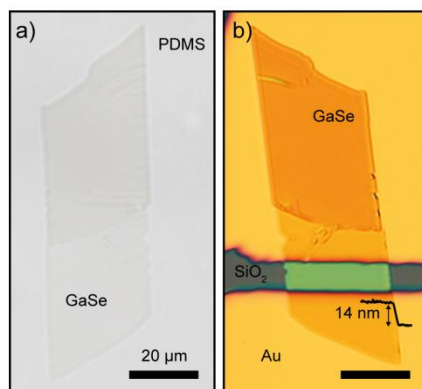 a)
PDMS
GaSe
20 µm
b)
GaSe
SiO₂
14 nm
Au